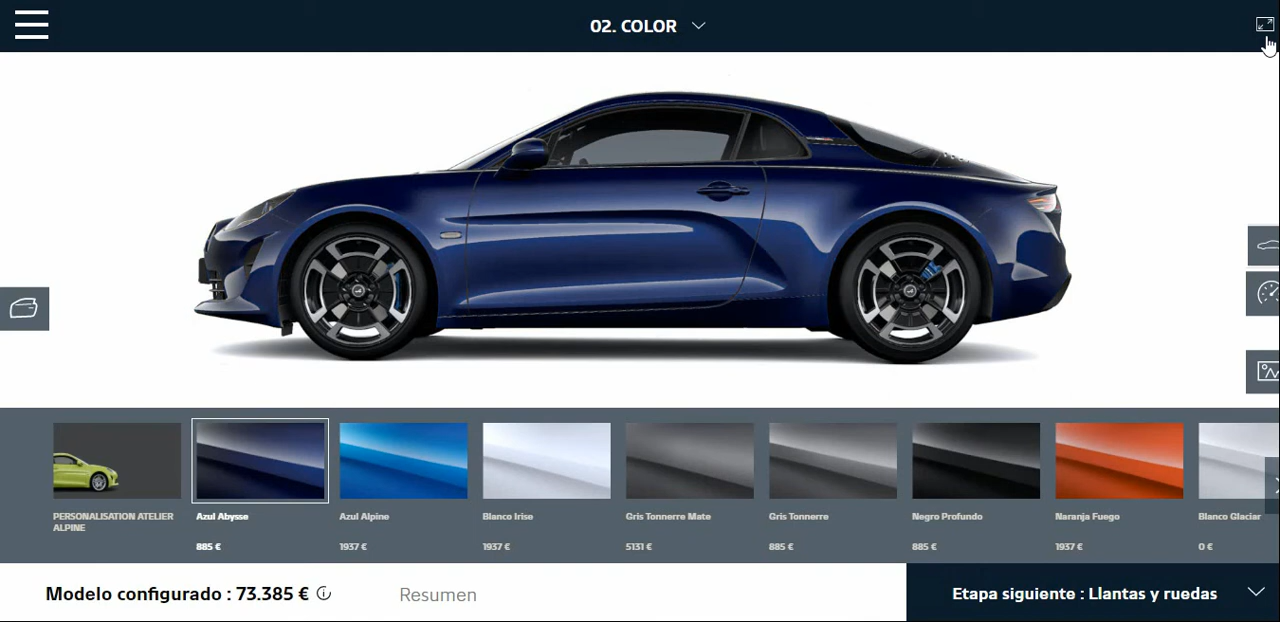 02. COLOR
PERSONALISATION ATELIER
ALPINE
Azul Abysse
885 €
Azul Alpine
1937 €
Blanco Irise
1937 €
Gris Tonnerre Mate
5131 €
Gris Tonnerre
885 €
Negro Profundo
885 €
Naranja Fuego
1937 €
Blanco Glaciar
0 €
Modelo configurado : 73.385 €
Resumen
Etapa siguiente : Llantas y ruedas